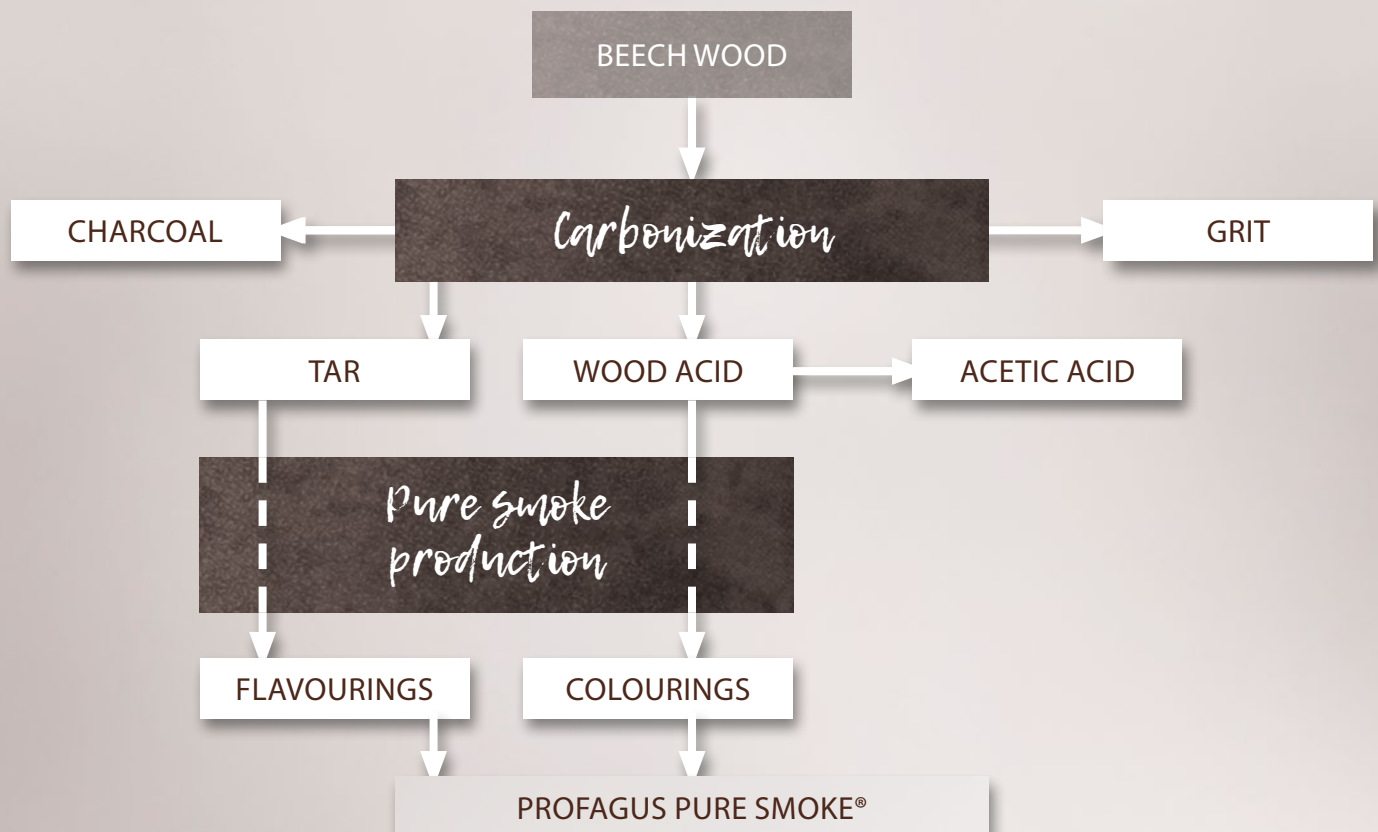 BEECH WOOD
CHARCOAL
Carbonization
GRIT
TAR
WOOD ACID
ACETIC ACID
Pure smoke
production
FLAVOURINGS
COLOURINGS
PROFAGUS PURE SMOKE®